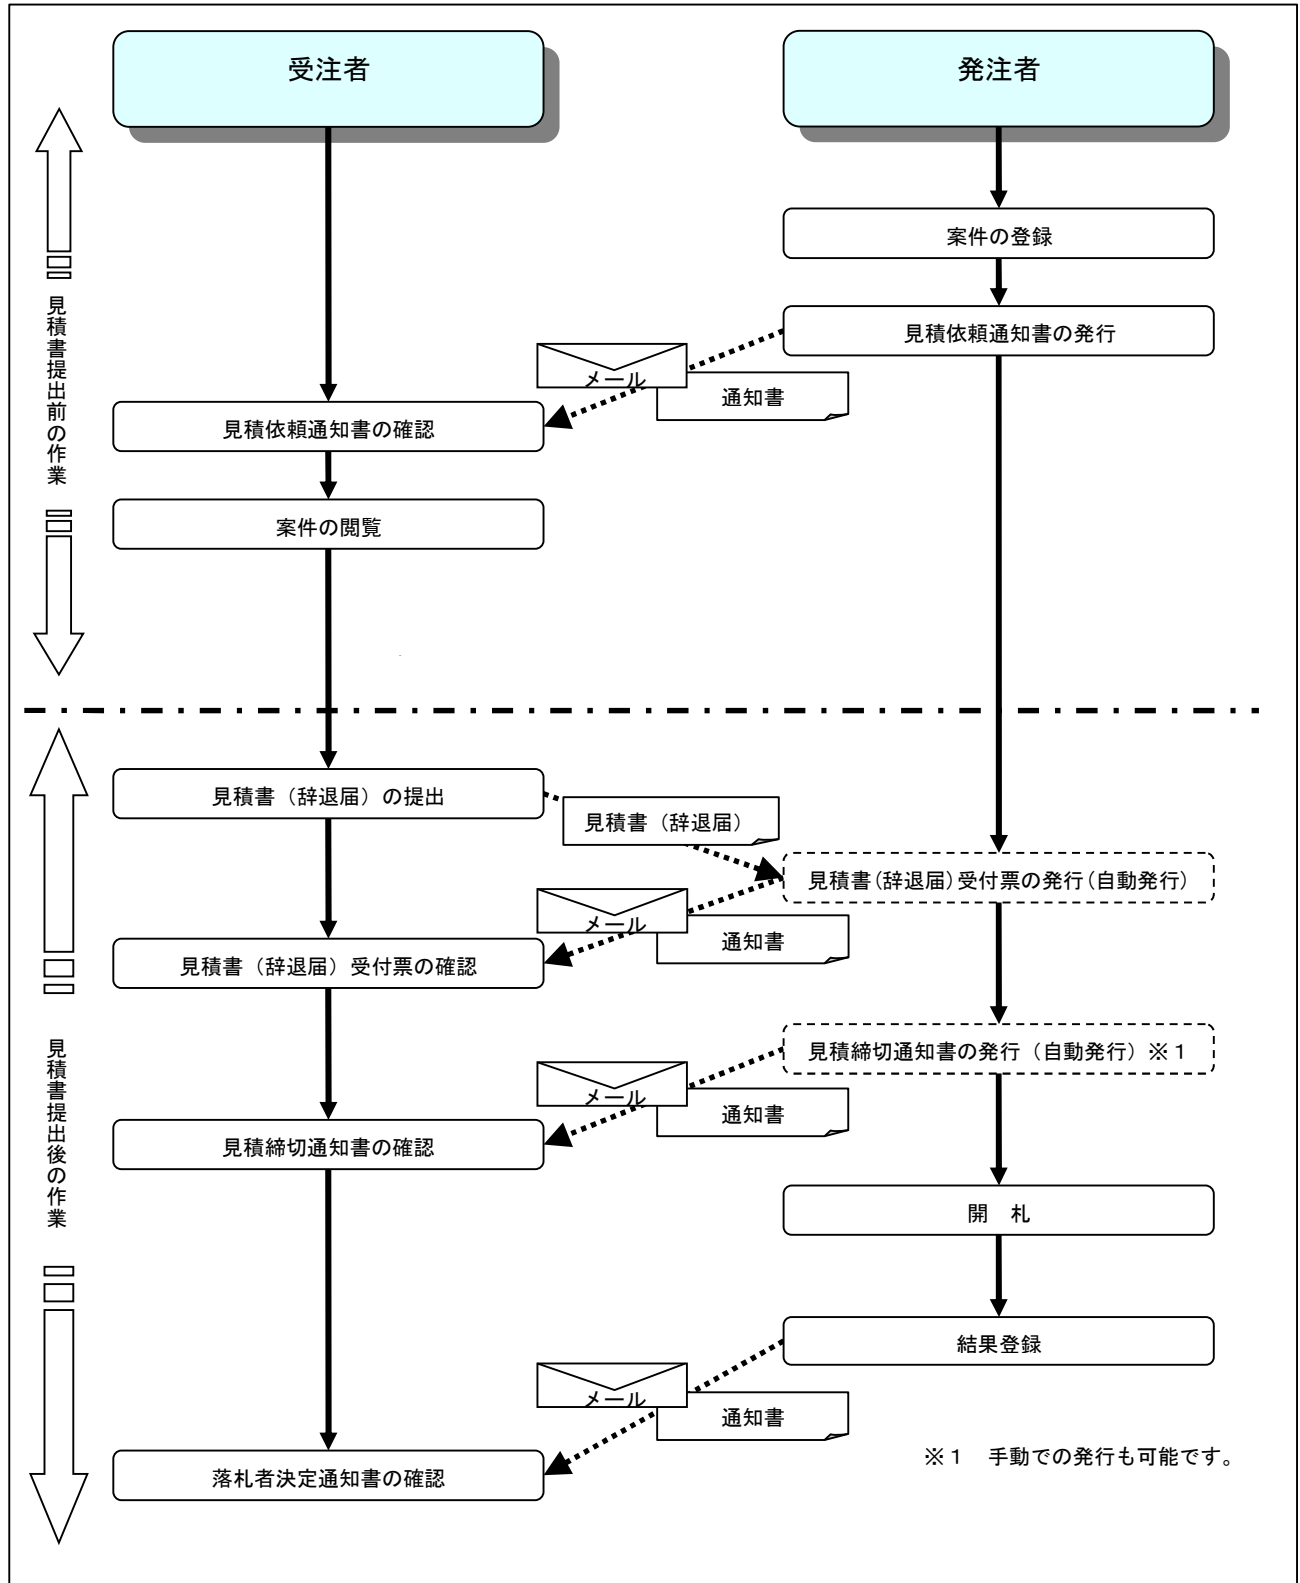 受注者
発注者
案件の登録
見積依頼通知書の発行
メール
通知書
見積依頼通知書の確認
案件の閲覧
見積書提出前の作業
見積書（辞退届）の提出
見積書（辞退届）
見積書(辞退届)受付票の発行(自動発行)
メール
通知書
見積書（辞退届）受付票の確認
見積締切通知書の発行（自動発行）※１
メール
通知書
見積締切通知書の確認
見積書提出後の作業
開　札
結果登録
メール
通知書
落札者決定通知書の確認
※１　手動での発行も可能です。